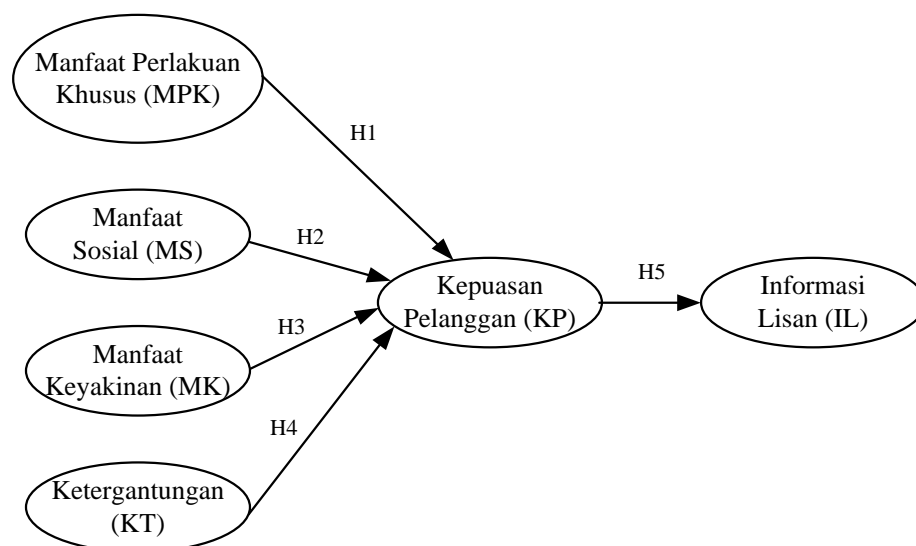 Manfaat Perlakuan
Khusus (MPK)
H1
Manfaat
Sosial (MS)
H2
Kepuasan
Pelanggan (KP)
H5
Informasi
Lisan (IL)
H3
Manfaat
Keyakinan (MK)
H4
Ketergantungan
(KT)